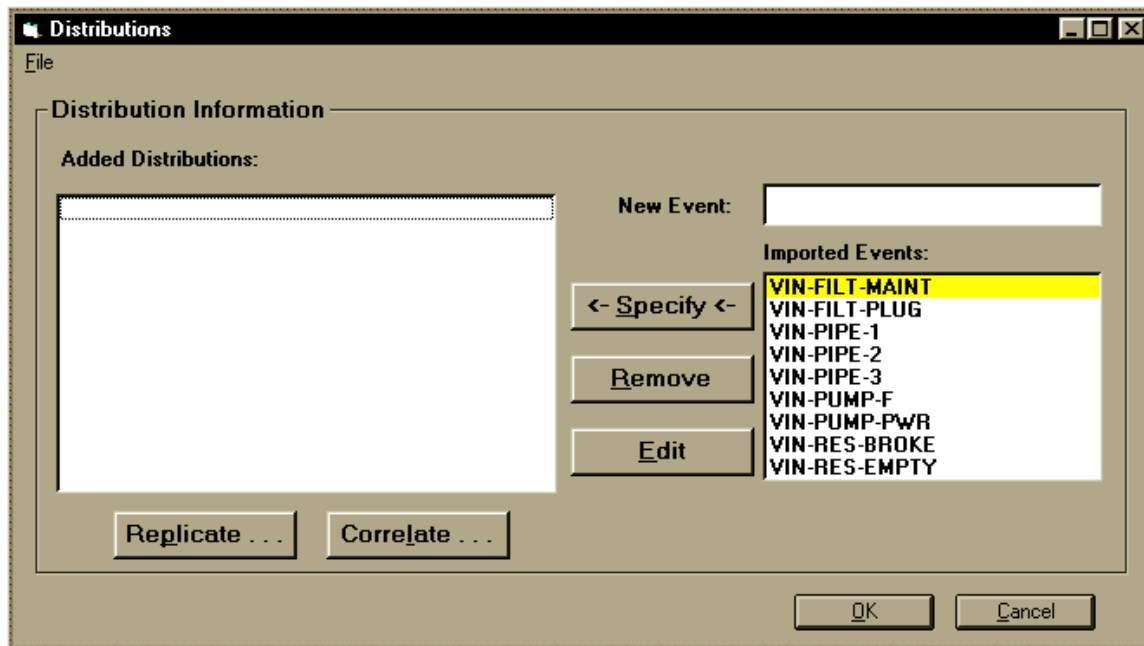 Distributions
File
Distribution Information
Added Distributions:
New Event:
Imported Events:
VIN-FILT-MAINT
VIN-FILT-PLUG
VIN-PIPE-1
VIN-PIPE-2
VIN-PIPE-3
VIN-PUMP-F
VIN-PUMP-PWR
VIN-RES-BROKE
VIN-RES-EMPTY
<- Specify <-
Remove
Edit
Replicate . . .
Correlate . . .
OK
Cancel